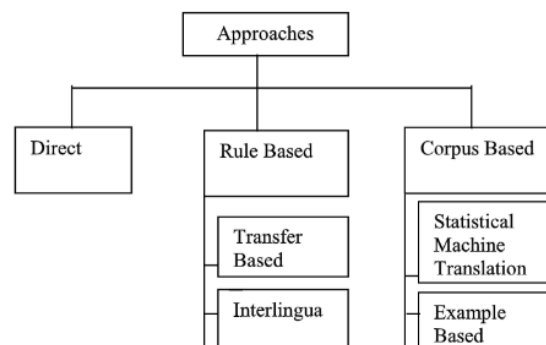 Approaches
Direct
Rule Based
Corpus Based
Transfer
Based
Statistical
Machine
Translation
Interlingua
Example
Based